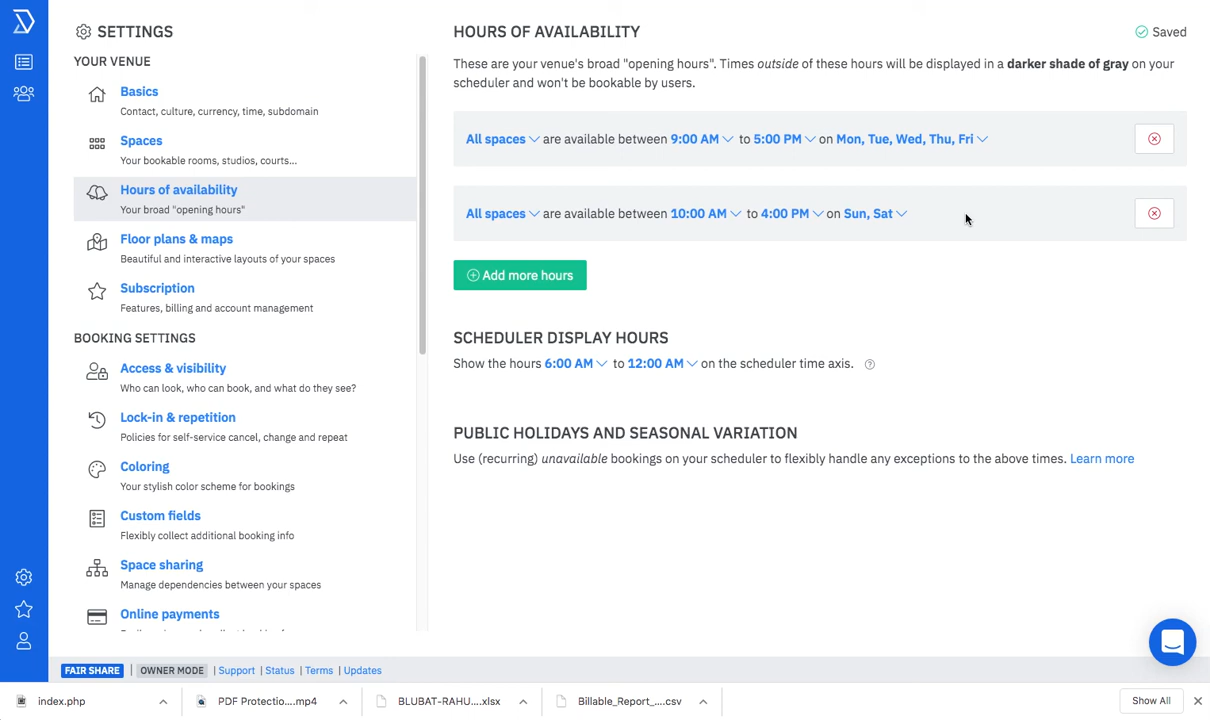 SETTINGS
YOUR VENUE
Basics
Contact, culture, currency, time, subdomain
Spaces
Your bookable rooms, studios, courts...
Hours of availability
Your broad "opening hours"
Floor plans & maps
Beautiful and interactive layouts of your spaces
Subscription
Features, billing and account management
BOOKING SETTINGS
Access & visibility
Who can look, who can book, and what do they see?
Lock-in & repetition
Policies for self-service cancel, change and repeat
Coloring
Your stylish color scheme for bookings
Custom fields
Flexibly collect additional booking info
Space sharing
Manage dependencies between your spaces
Online payments
HOURS OF AVAILABILITY
Saved
These are your venue's broad "opening hours". Times outside of these hours will be displayed in a darker shade of gray on your
scheduler and won't be bookable by users.
All spaces are available between 9:00 AM to 5:00 PM on Mon, Tue, Wed, Thu, Fri
All spaces are available between 10:00 AM to 4:00 PM on Sun, Sat
Add more hours
SCHEDULER DISPLAY HOURS
Show the hours 6:00 AM to 12:00 AM on the scheduler time axis. ?
PUBLIC HOLIDAYS AND SEASONAL VARIATION
Use (recurring) unavailable bookings on your scheduler to flexibly handle any exceptions to the above times. Learn more
FAIR SHARE | OWNER MODE | Support | Status | Terms | Updates
index.php PDF Protectio....mp4 BLUBAT-RAHU....xlsx Billable_Report_....csv Show All